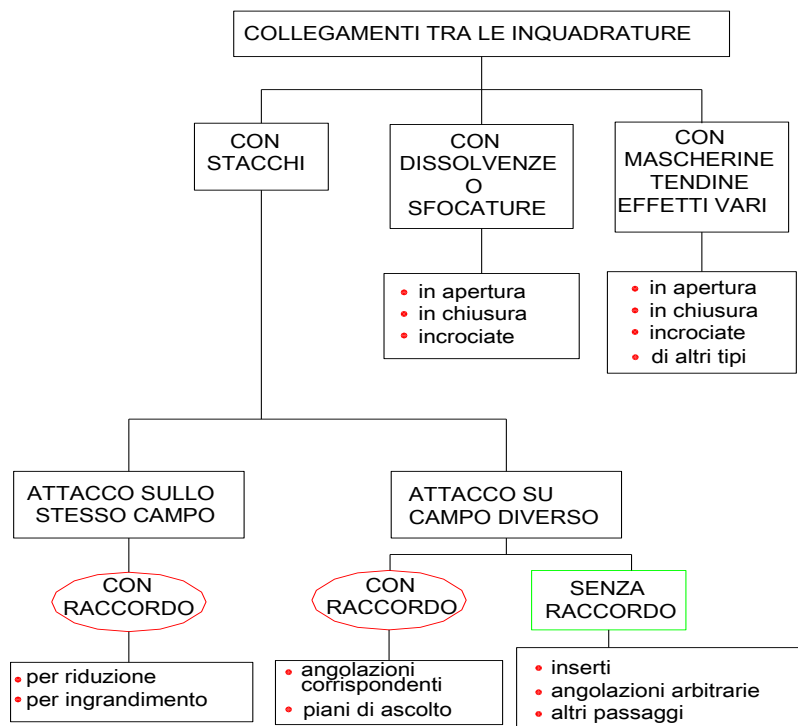 COLLEGAMENTI TRA LE INQUADRATURE
CON
STACCHI
CON
DISSOLVENZE
O
SFOCATURE
CON
MASCHERINE
TENDINE
EFFETTI VARI
• in apertura
• in chiusura
• incrociate
• in apertura
• in chiusura
• incrociate
• di altri tipi
ATTACCO SULLO
STESSO CAMPO
ATTACCO SU
CAMPO DIVERSO
CON
RACCORDO
CON
RACCORDO
SENZA
RACCORDO
• per riduzione
• per ingrandimento
• angolazioni
corrispondenti
• piani di ascolto
• inserti
• angolazioni arbitrarie
• altri passaggi